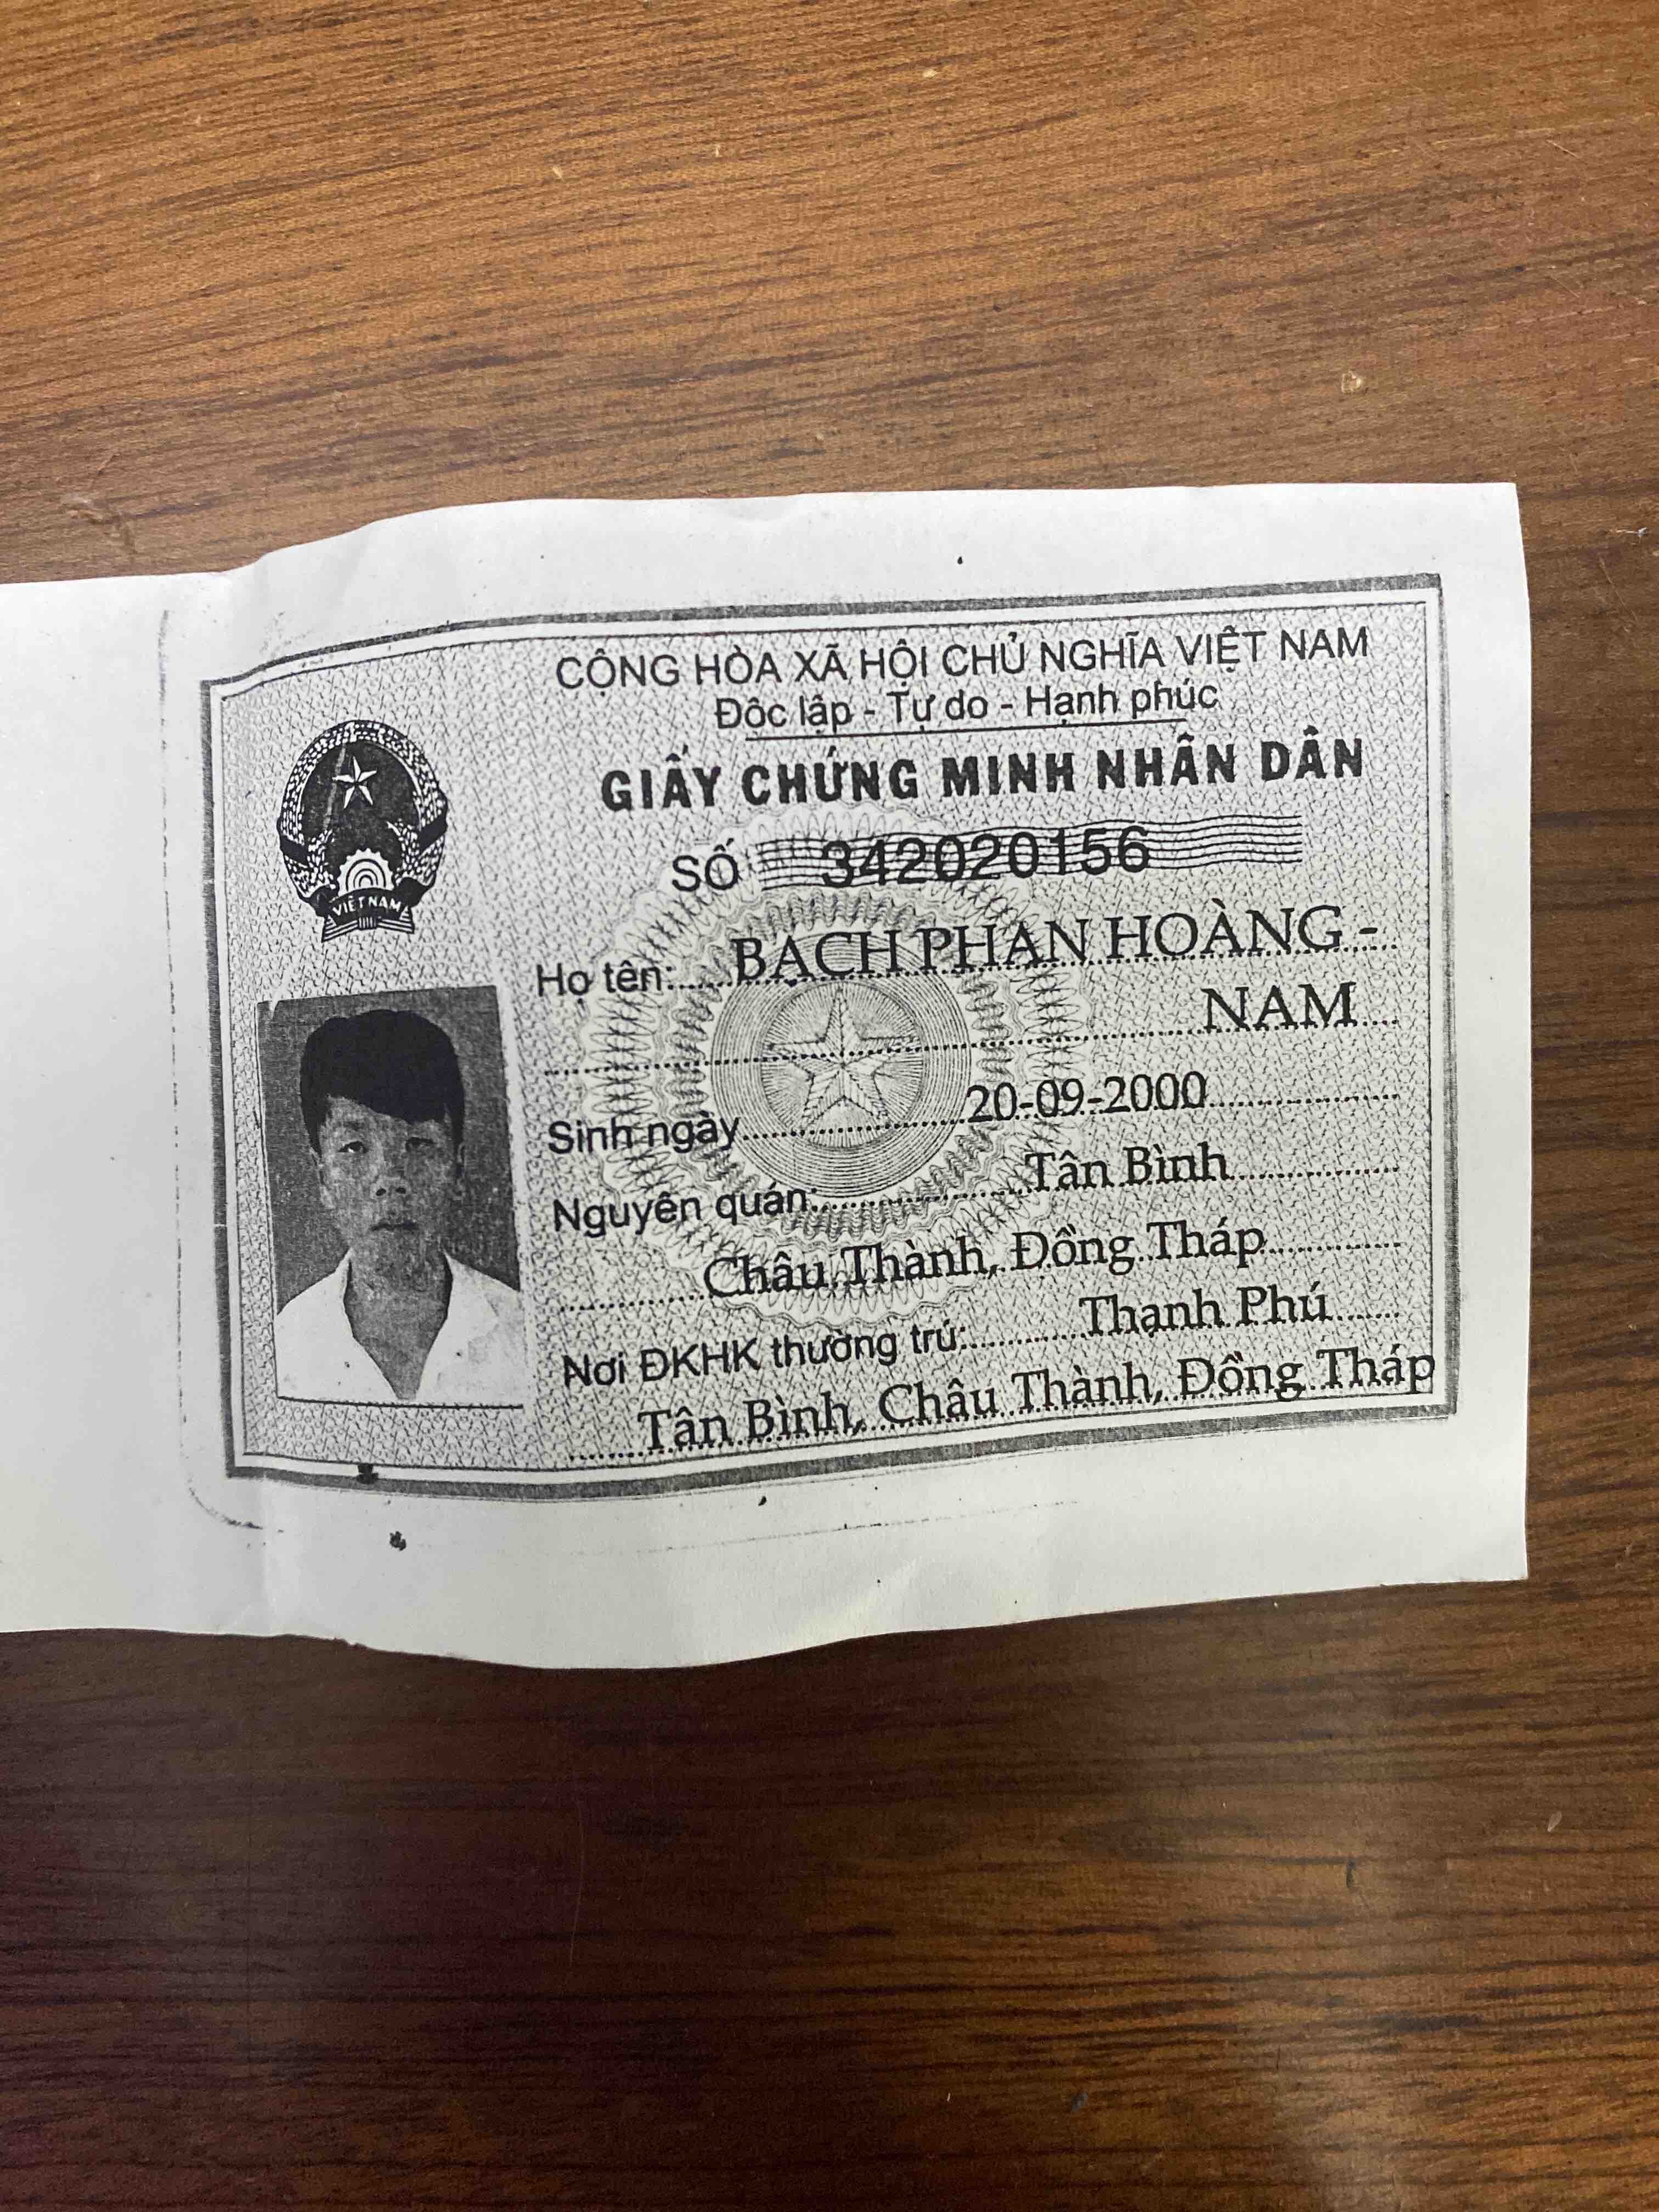 CỘNG HÒA XÃ HỘI CHỦ NGHĨA VIỆT NAM
Độc lập - Tự do - Hạnh phúc
GIẤY CHỨNG MINH NHÂN DÂN
SỐ 342020156
VIỆT NAM
Họ tên: BẠCH PHAN HOÀNG -
NAM
Sinh ngày 20-09-2000
Nguyên quán: Tân Bình
Châu Thành, Đồng Tháp
Nơi ĐKHK thường trú: Thạnh Phú
Tân Bình, Châu Thành, Đồng Tháp